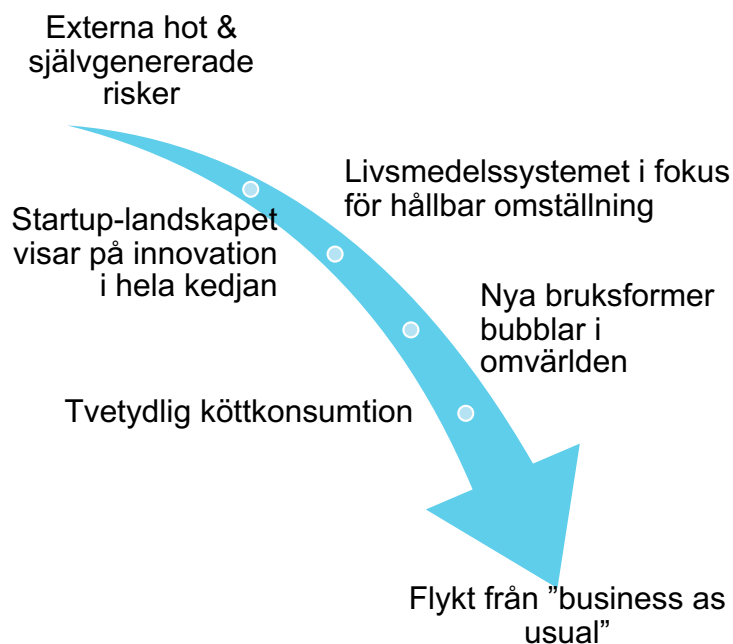 Externa hot &
självgenererade
risker
Livsmedelssystemet i fokus
för hållbar omställning
Startup-landskapet
visar på innovation
i hela kedjan
Nya bruksformer
bubblar i
omvärlden
Tvetydlig köttkonsumtion
Flykt från ”business as
usual”